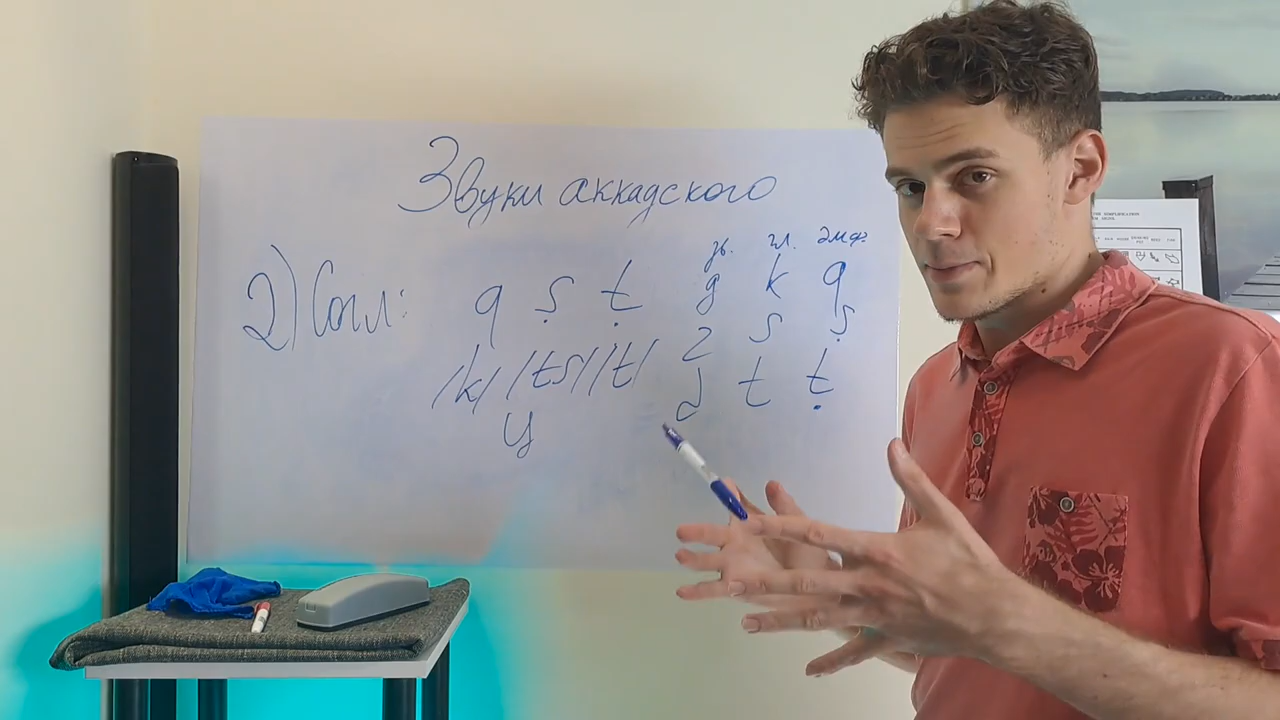 Звуки аккадского
2) Согл:
q ṣ ṭ
/k/ /ts/ /t/
ц
зв. гл. эмф.
g k q
z s ṣ
d t ṭ